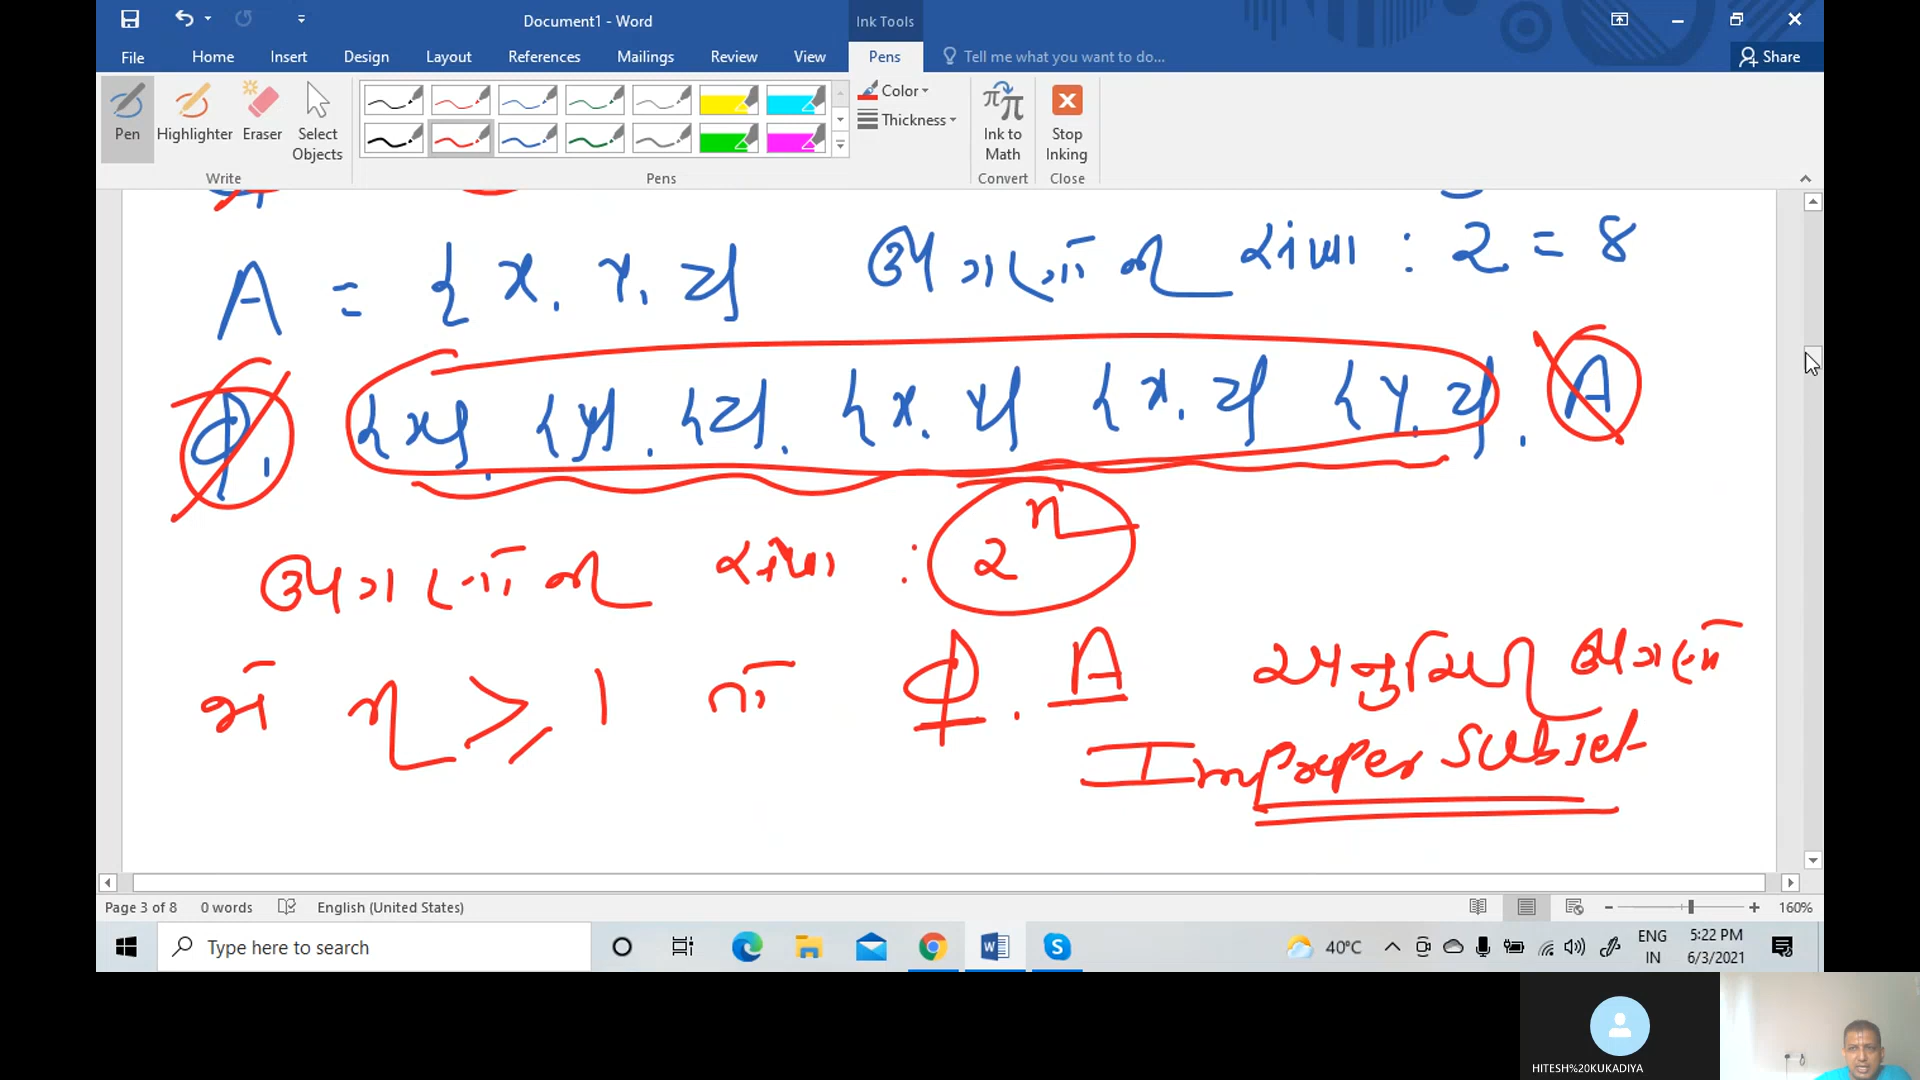 Document1 - Word
Ink Tools
File Home Insert Design Layout References Mailings Review View Pens Tell me what you want to do... Share
Pen Highlighter Eraser Select Objects
Color
Thickness
Ink to Math
Stop Inking
Write Pens Convert Close
A = { x, y, z } ઉપગણની સંખ્યા : 2 = 8
ϕ, {x}, {y}, {z}, {x, y} {x, z} {y, z}, A
ઉપગણની સંખ્યા : 2ⁿ
જો n ≥ 1 તો ϕ, A અનુચિત ઉપગણ
Improper Subset
Page 3 of 8 0 words English (United States) 160%
Type here to search
40°C
ENG
IN
5:22 PM
6/3/2021
HITESH%20KUKADIYA